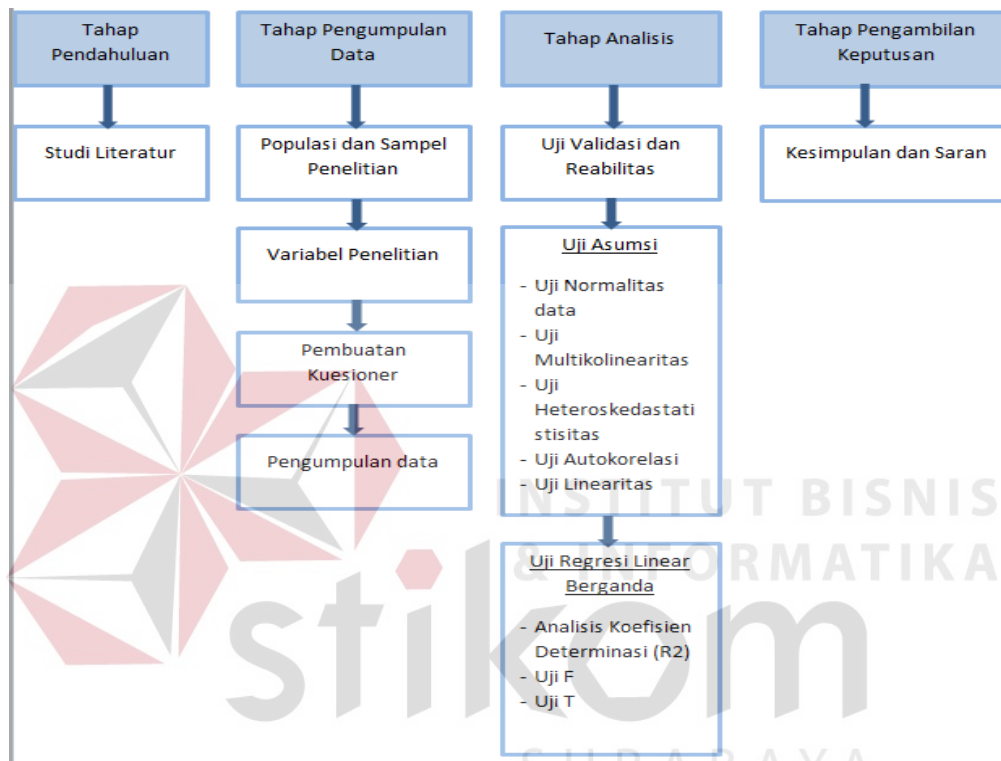 Tahap
Pendahuluan
Studi Literatur
Tahap Pengumpulan
Data
Populasi dan Sampel
Penelitian
Variabel Penelitian
Pembuatan
Kuesioner
Pengumpulan data
Tahap Analisis
Uji Validasi dan
Reabilitas
Uji Asumsi
- Uji Normalitas
data
- Uji
Multikolinearitas
- Uji
Heteroskedastati
stisitas
- Uji Autokorelasi
- Uji Linearitas
Uji Regresi Linear
Berganda
- Analisis Koefisien
Determinasi (R2)
- Uji F
- Uji T
Tahap Pengambilan
Keputusan
Kesimpulan dan Saran
INSTITUT BISNIS
& INFORMATIKA
stikom
SURABAYA